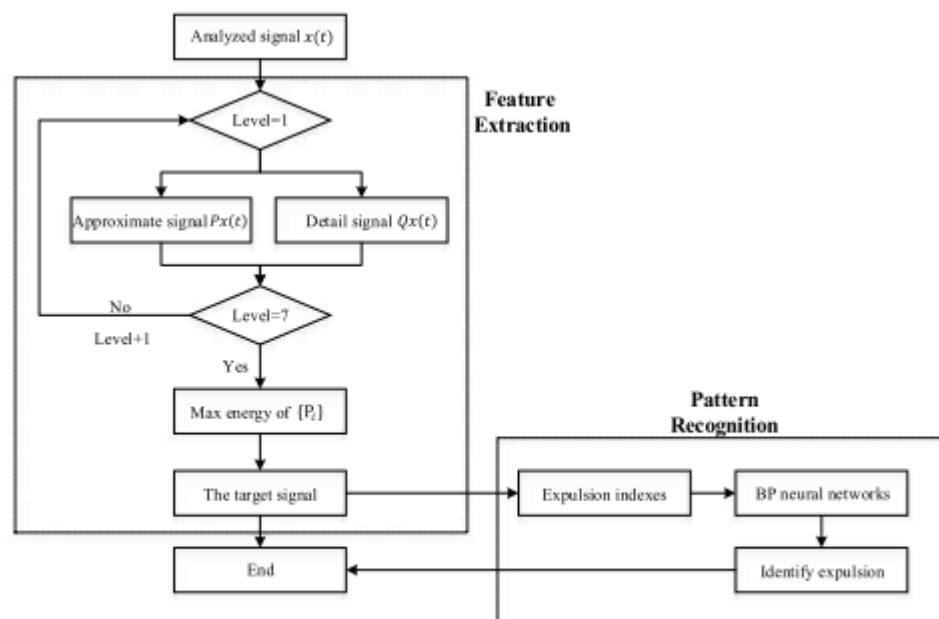 Analyzed signal x(t)
Feature
Extraction
Level=1
Approximate signal Px(t)
Detail signal Qx(t)
No
Level+1
Level=7
Yes
Max energy of {Pᵢ}
Pattern
Recognition
The target signal
Expulsion indexes
BP neural networks
End
Identify expulsion